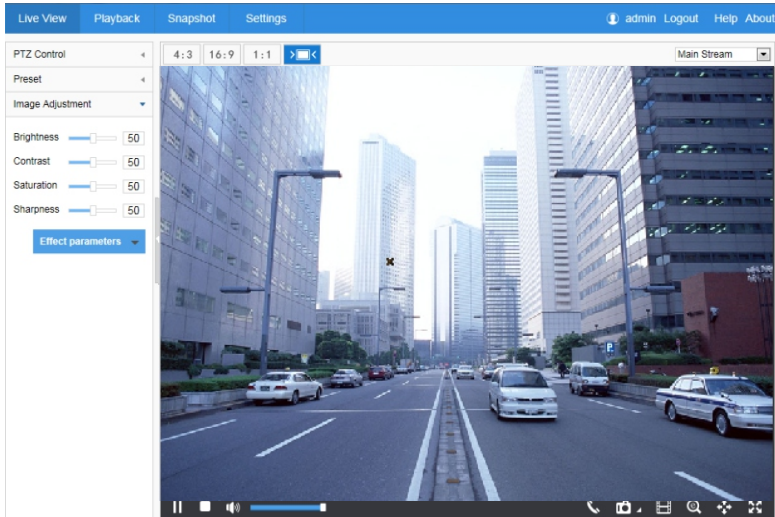 Live View Playback Snapshot Settings admin Logout Help About
PTZ Control
Preset
Image Adjustment
Brightness 50
Contrast 50
Saturation 50
Sharpness 50
Effect parameters
4:3 16:9 1:1
Main Stream
P